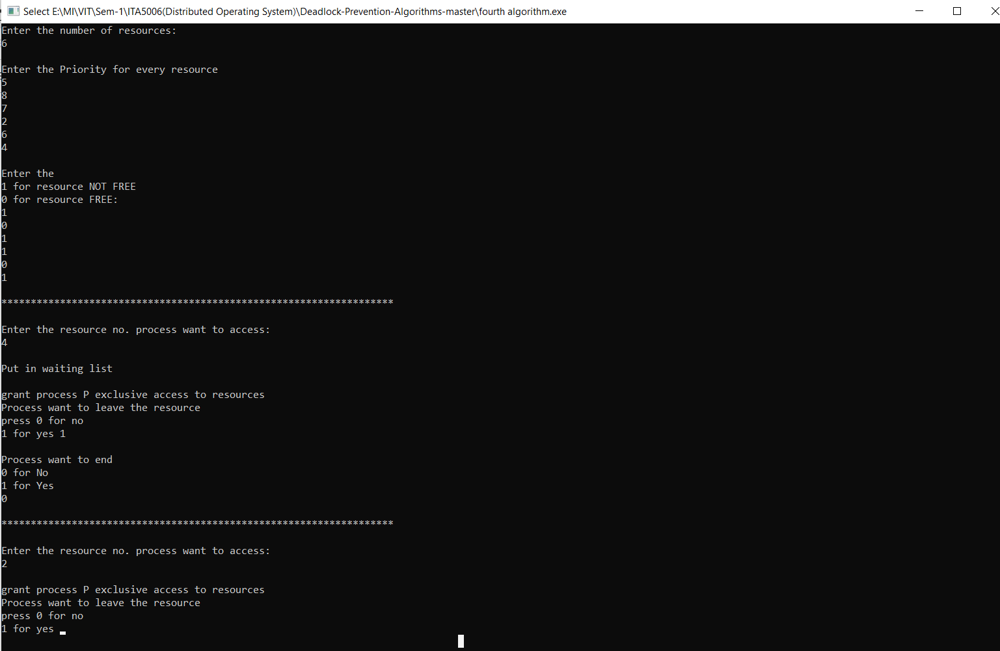 Select E:\MI\VIT\Sem-1\ITA5006(Distributed Operating System)\Deadlock-Prevention-Algorithms-master\fourth algorithm.exe
Enter the number of resources:
6
Enter the Priority for every resource
5
8
7
2
6
4
Enter the
1 for resource NOT FREE
0 for resource FREE:
1
0
1
1
0
1
*******************************************************************
Enter the resource no. process want to access:
4
Put in waiting list
grant process P exclusive access to resources
Process want to leave the resource
press 0 for no
1 for yes 1
Process want to end
0 for No
1 for Yes
0
*******************************************************************
Enter the resource no. process want to access:
2
grant process P exclusive access to resources
Process want to leave the resource
press 0 for no
1 for yes